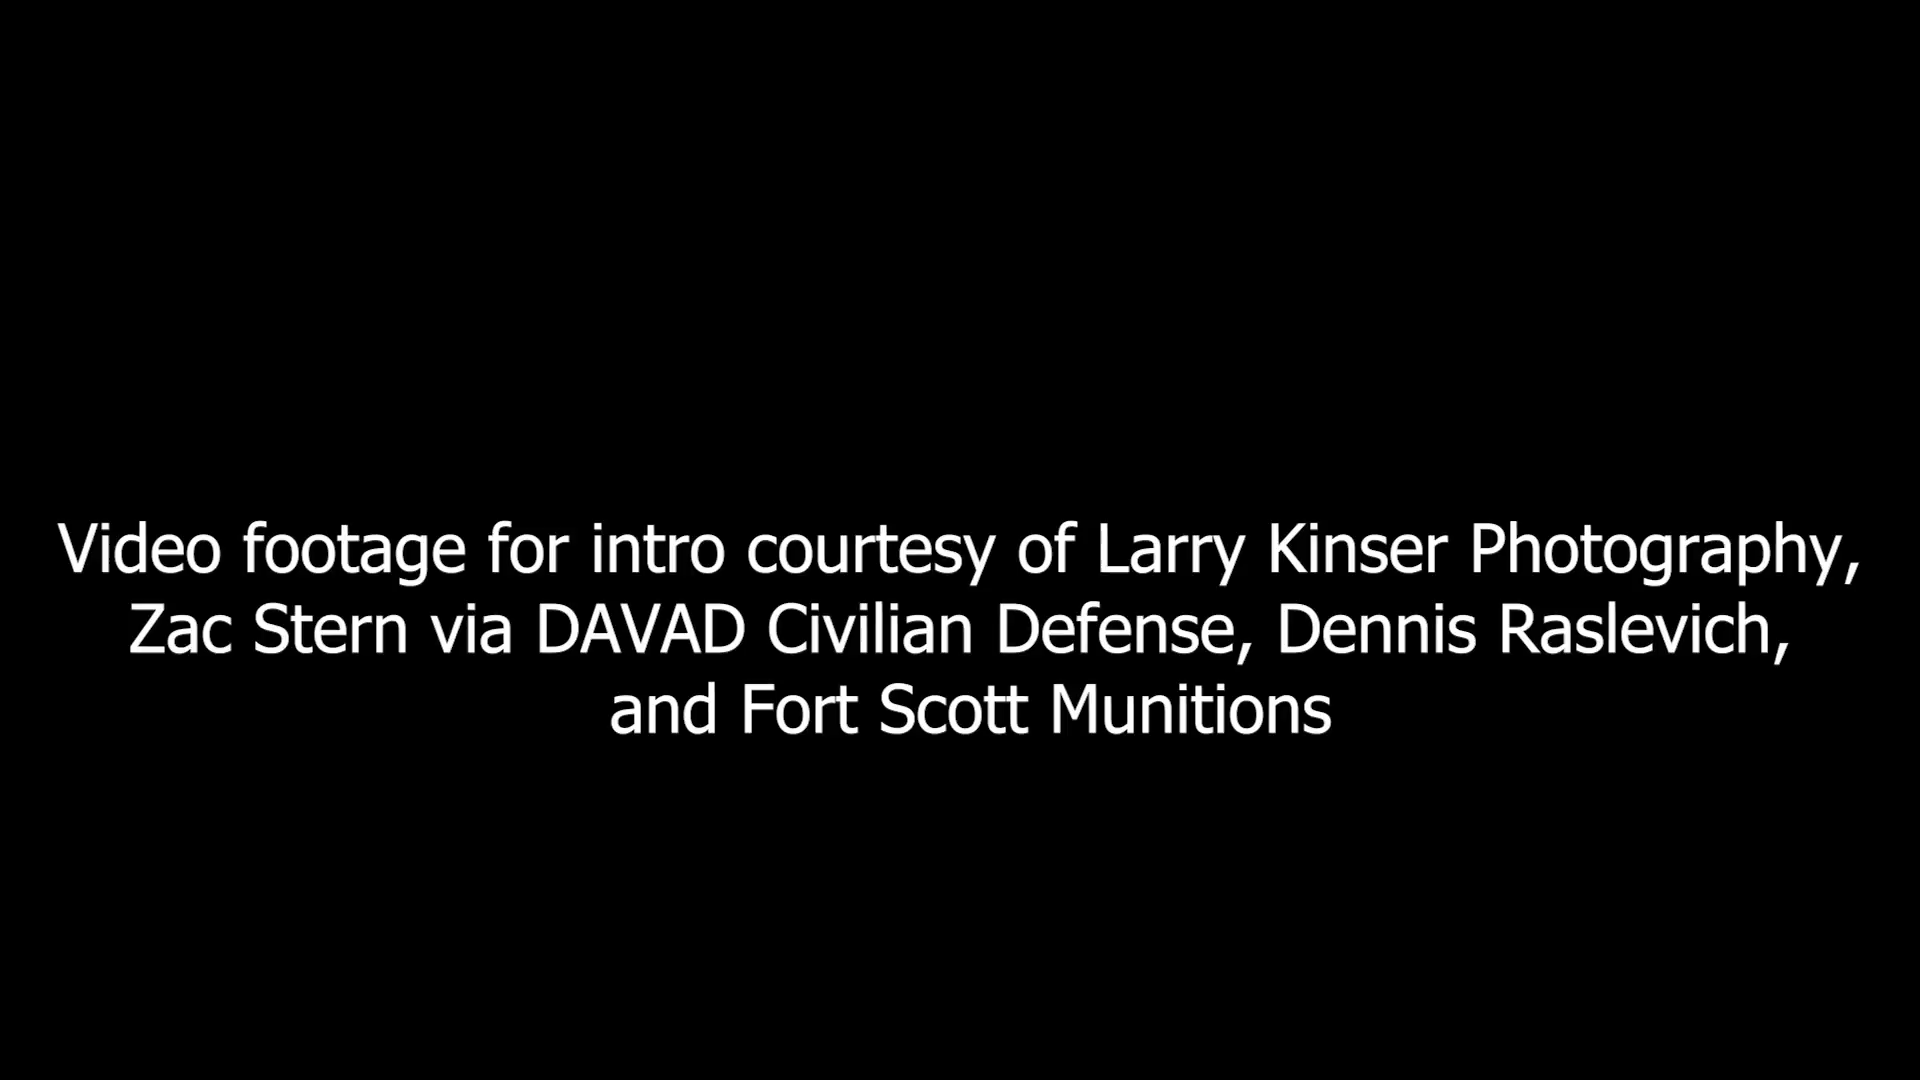 Video footage for intro courtesy of Larry Kinser Photography,
Zac Stern via DAVAD Civilian Defense, Dennis Raslevich,
and Fort Scott Munitions